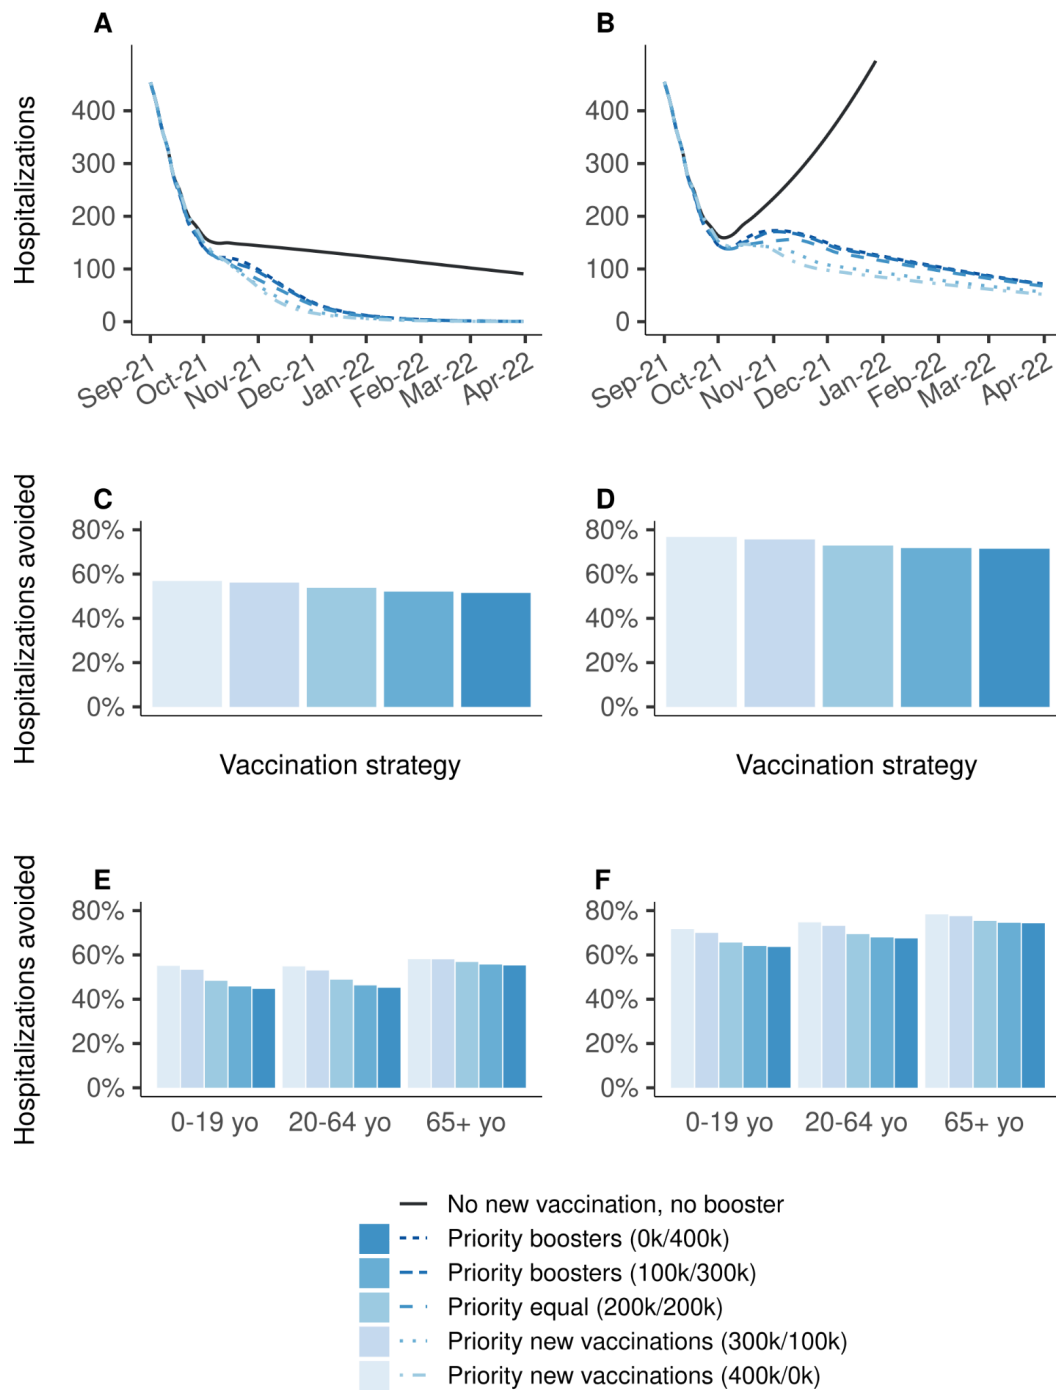 A
B
Hospitalizations
400
300
200
100
0
Sep-21
Oct-21
Nov-21
Dec-21
Jan-22
Feb-22
Mar-22
Apr-22
400
300
200
100
0
Sep-21
Oct-21
Nov-21
Dec-21
Jan-22
Feb-22
Mar-22
Apr-22
C
D
Hospitalizations avoided
80%
60%
40%
20%
0%
Vaccination strategy
80%
60%
40%
20%
0%
Vaccination strategy
E
F
Hospitalizations avoided
80%
60%
40%
20%
0%
0-19 yo
20-64 yo
65+ yo
80%
60%
40%
20%
0%
0-19 yo
20-64 yo
65+ yo
No new vaccination, no booster
Priority boosters (0k/400k)
Priority boosters (100k/300k)
Priority equal (200k/200k)
Priority new vaccinations (300k/100k)
Priority new vaccinations (400k/0k)